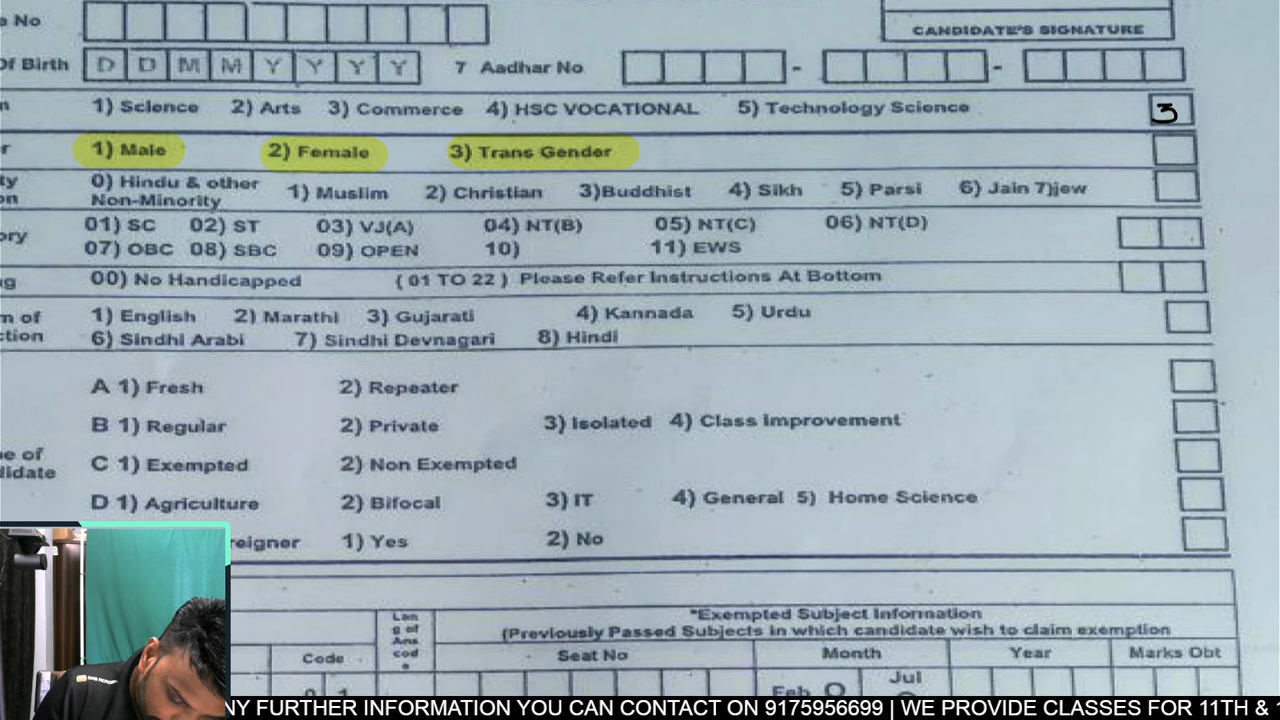 e No
CANDIDATE'S SIGNATURE
Of Birth D D M M Y Y Y Y 7 Aadhar No - -
1) Science 2) Arts 3) Commerce 4) HSC VOCATIONAL 5) Technology Science 3
1) Male 2) Female 3) Trans Gender
0) Hindu & other Non-Minority 1) Muslim 2) Christian 3)Buddhist 4) Sikh 5) Parsi 6) Jain 7)jew
ory 01) SC 02) ST 03) VJ(A) 04) NT(B) 05) NT(C) 06) NT(D)
07) OBC 08) SBC 09) OPEN 10) 11) EWS
00) No Handicapped ( 01 TO 22 ) Please Refer Instructions At Bottom
m of 1) English 2) Marathi 3) Gujarati 4) Kannada 5) Urdu
ction 6) Sindhi Arabi 7) Sindhi Devnagari 8) Hindi
A 1) Fresh 2) Repeater
B 1) Regular 2) Private 3) Isolated 4) Class Improvement
pe of
C 1) Exempted 2) Non Exempted
didate
D 1) Agriculture 2) Bifocal 3) IT 4) General 5) Home Science
reigner 1) Yes 2) No
*Exempted Subject Information
(Previously Passed Subjects in which candidate wish to claim exemption
Code Lan g of Ans cod e Seat No Month Year Marks Obt
0 1 Feb Jul
NY FURTHER INFORMATION YOU CAN CONTACT ON 9175956699 | WE PROVIDE CLASSES FOR 11TH &